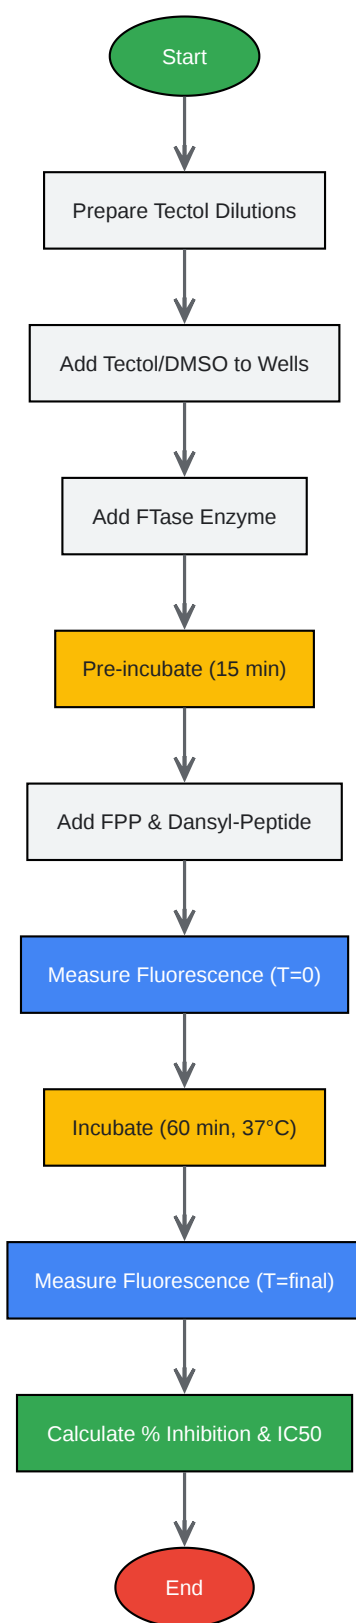 Start
Prepare Tectol Dilutions
Add Tectol/DMSO to Wells
Add FTase Enzyme
Pre-incubate (15 min)
Add FPP & Dansyl-Peptide
Measure Fluorescence (T=0)
Incubate (60 min, 37°C)
Measure Fluorescence (T=final)
Calculate % Inhibition & IC50
End